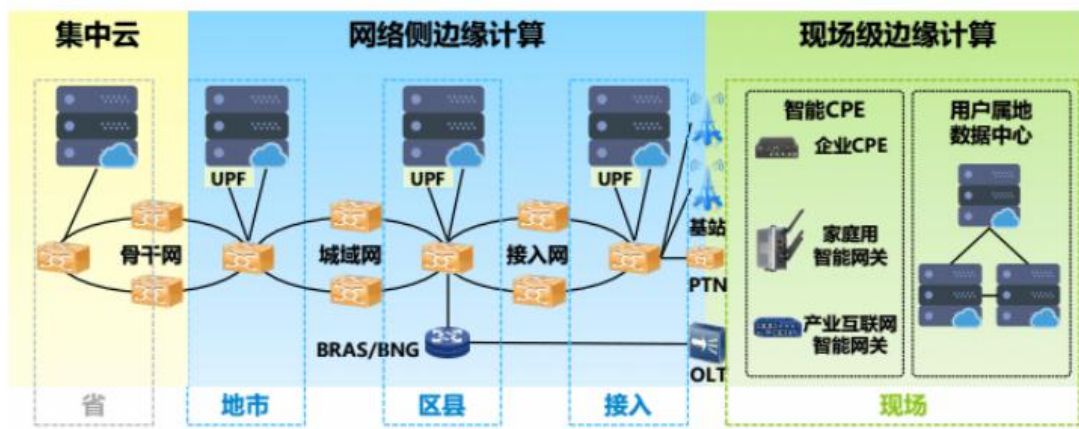 集中云
网络侧边缘计算
现场级边缘计算
智能CPE
企业CPE
家庭用
智能网关
产业互联网
智能网关
用户属地
数据中心
UPF
UPF
UPF
骨干网
城域网
接入网
基站
PTN
BRAS/BNG
OLT
省
地市
区县
接入
现场